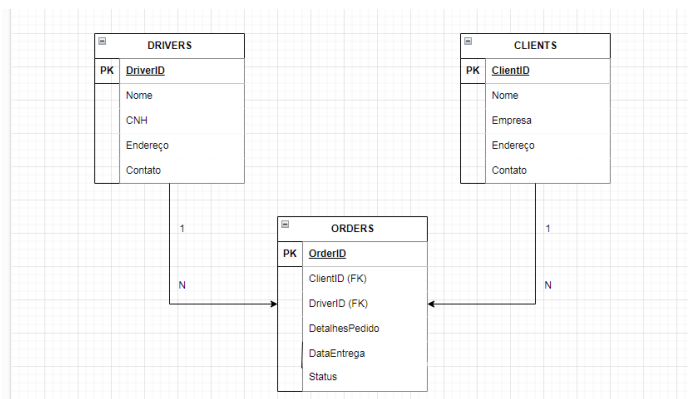 DRIVERS
PK DriverID
Nome
CNH
Endereço
Contato
CLIENTS
PK ClientID
Nome
Empresa
Endereço
Contato
1
N
1
N
ORDERS
PK OrderID
ClientID (FK)
DriverID (FK)
DetalhesPedido
DataEntrega
Status